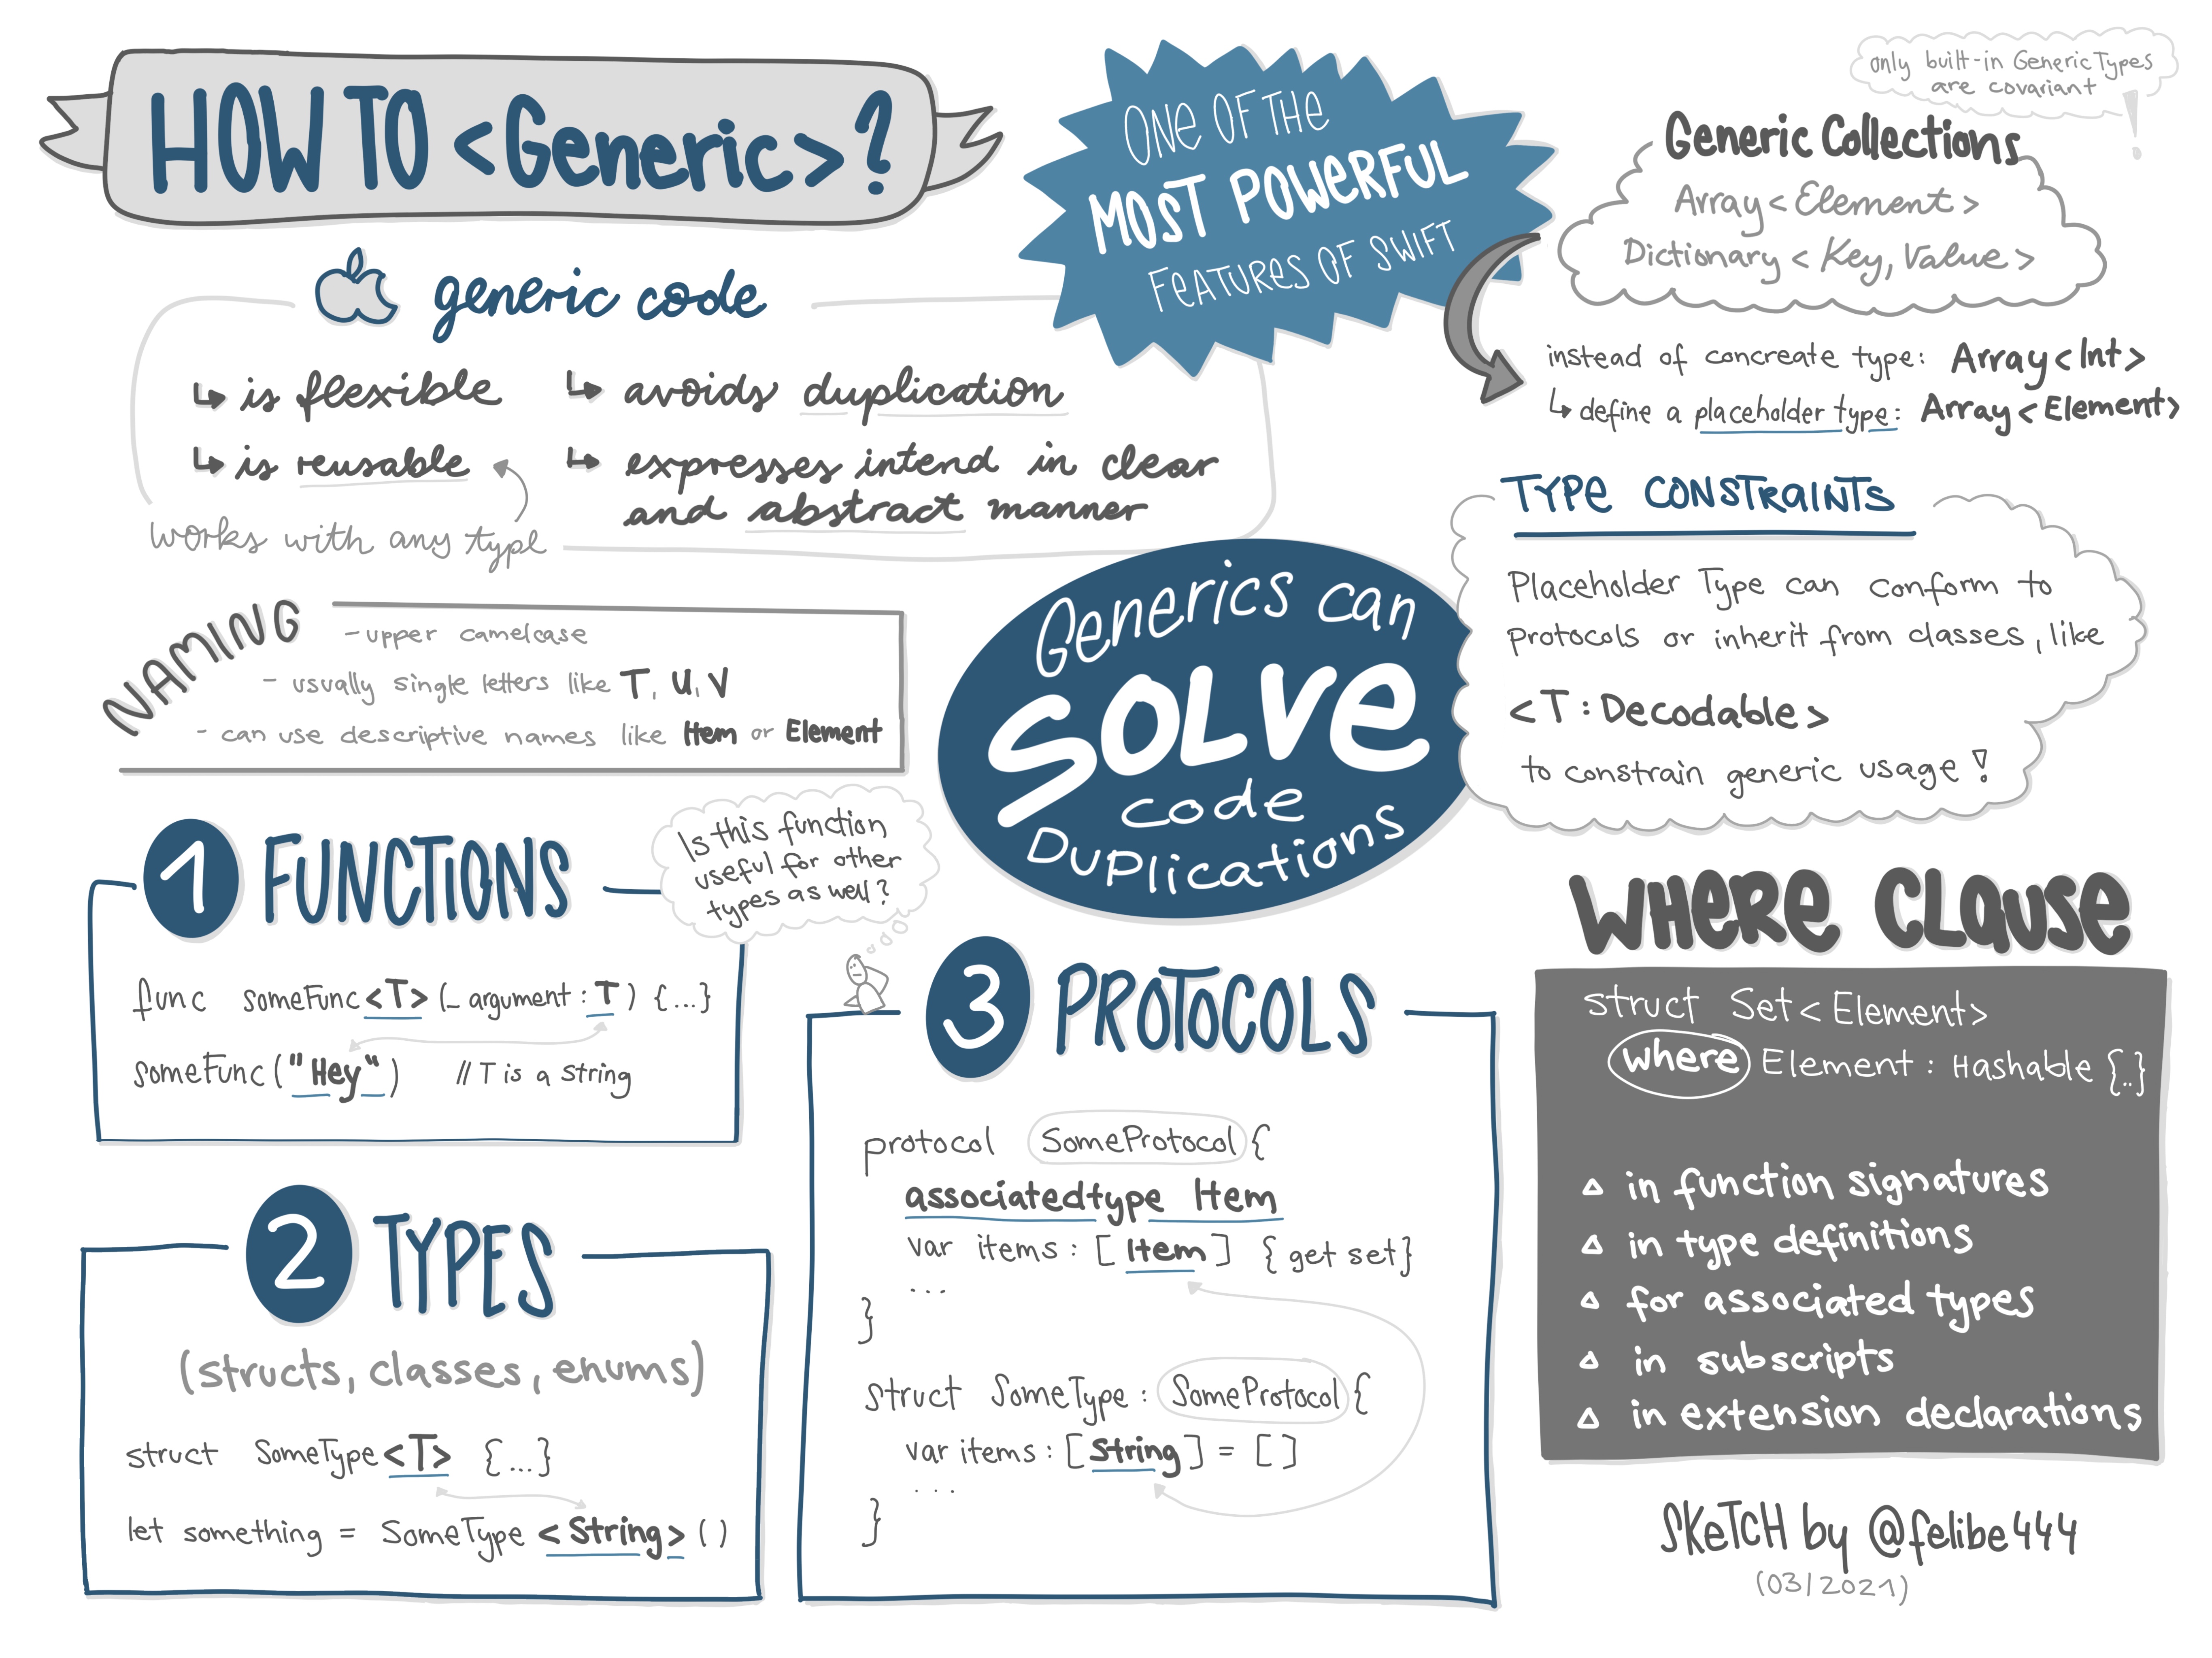 HOW TO <Generic>?
ONE OF THE
MOST POWERFUL
FEATURES OF SWIFT
only built-in Generic Types
are covariant
!
Generic Collections
Array<Element>
Dictionary<Key, Value>
instead of concreate type: Array<Int>
↳ define a placeholder type: Array<Element>
generic code
↳ is flexible
↳ is reusable
works with any type
↳ avoids duplication
↳ expresses intend in clear
and abstract manner
NAMING
- upper camelcase
- usually single letters like T, U, V
- can use descriptive names like Item or Element
Generics can
SOLVE
code
DUPlications
TYPE CONSTRAINTS
Placeholder Type can conform to
protocols or inherit from classes, like
<T: Decodable>
to constrain generic usage!
1 FUNCTIONS
Is this function
useful for other
types as well?
func someFunc<T>(_ argument: T) {...}
someFunc("Hey") // T is a string
2 TYPES
(structs, classes, enums)
struct SomeType<T> {...}
let something = SomeType<String>()
3 PROTOCOLS
protocol SomeProtocol {
associatedtype Item
var items: [Item] {get set}
...
}
struct SomeType: SomeProtocol {
var items: [String] = []
...
}
WHERE CLAUSE
struct Set<Element>
where Element: Hashable {..}
△ in function signatures
△ in type definitions
△ for associated types
△ in subscripts
△ in extension declarations
SKETCH by @felibe444
(03/2021)